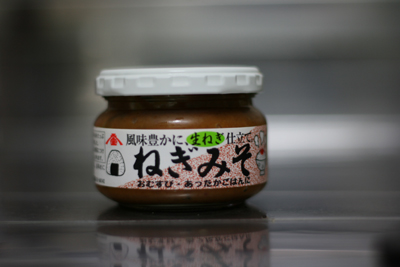 風味豊かに、生ねぎ仕立て
ねぎみそ
おむすび・あったかごはんに